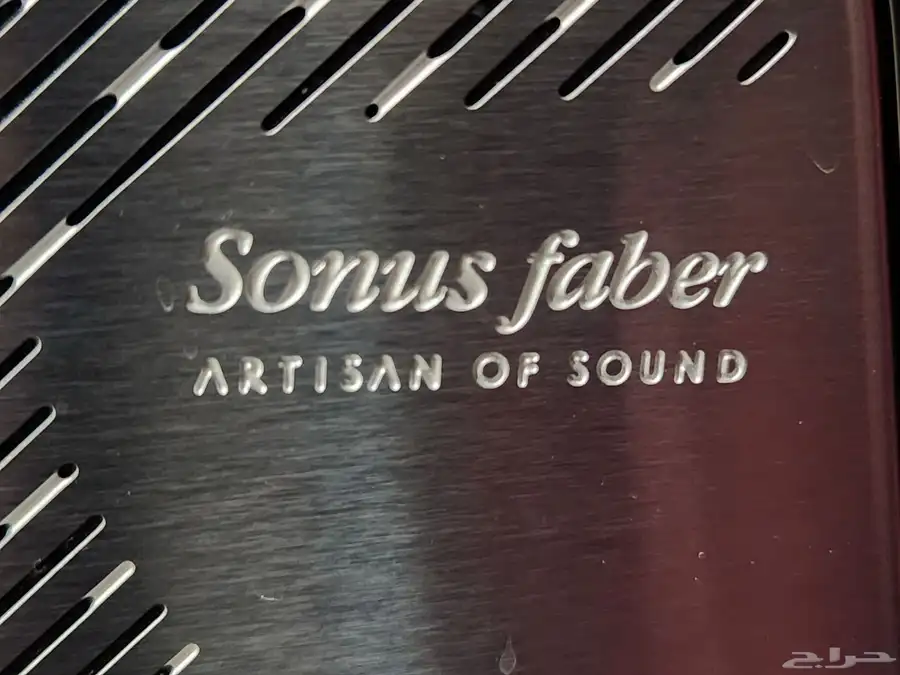 Sonus faber
ARTISAN OF SOUND
حراج